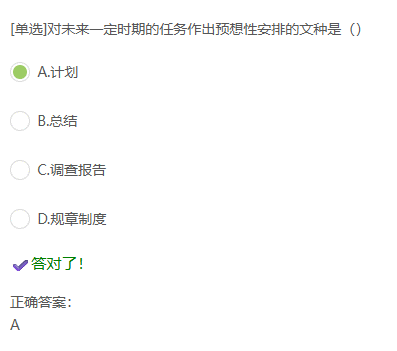 [单选]对未来一定时期的任务作出预想性安排的文种是（）
A.计划
B.总结
C.调查报告
D.规章制度
答对了!
正确答案：
A